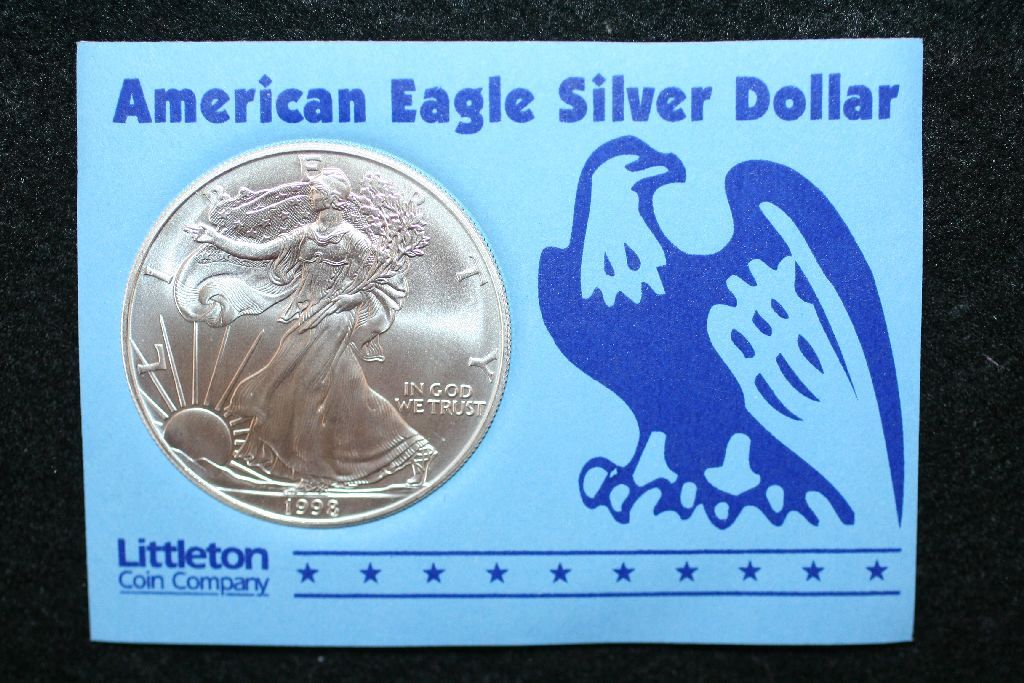 American Eagle Silver Dollar
LIBERTY
IN GOD
WE TRUST
1998
Littleton
Coin Company